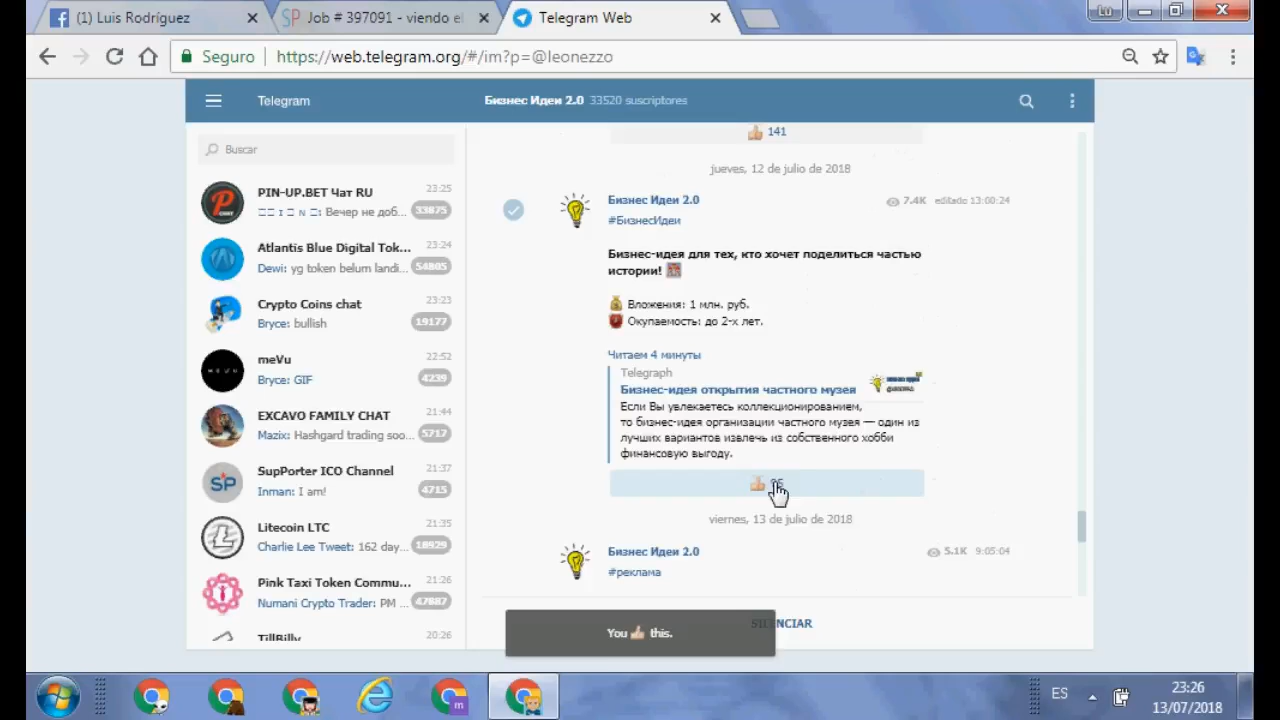 (1) Luis Rodríguez
Job # 397091 - viendo el
Telegram Web
Lu
Seguro
https://web.telegram.org/#/im?p=@leonezzo
Telegram
Бизнес Идеи 2.0 33520 suscriptores
Buscar
PIN-UP.BET Чат RU 23:25
Вечер не доб... 33875
Atlantis Blue Digital Tok... 23:24
Dewi: yg token belum landi... 54805
Crypto Coins chat 23:23
Bryce: bullish 19177
meVu 22:52
Bryce: GIF 4239
EXCAVO FAMILY CHAT 21:44
Mazix: Hashgard trading soo... 5717
SupPorter ICO Channel 21:37
Inman: I am! 4715
Litecoin LTC 21:35
Charlie Lee Tweet: 162 day... 18929
Pink Taxi Token Commu... 21:26
Numani Crypto Trader: PM ... 47887
TillBilly 20:26
👍 141
jueves, 12 de julio de 2018
Бизнес Идеи 2.0 7.4K editado 13:00:24
#БизнесИдеи
Бизнес-идея для тех, кто хочет поделиться частью
истории!
💰 Вложения: 1 млн. руб.
Окупаемость: до 2-х лет.
Читаем 4 минуты
Telegraph
Бизнес-идея открытия частного музея
Если Вы увлекаетесь коллекционированием,
то бизнес-идея организации частного музея — один из
лучших вариантов извлечь из собственного хобби
финансовую выгоду.
viernes, 13 de julio de 2018
Бизнес Идеи 2.0 5.1K 9:05:04
#реклама
You 👍 this.
ES
23:26
13/07/2018